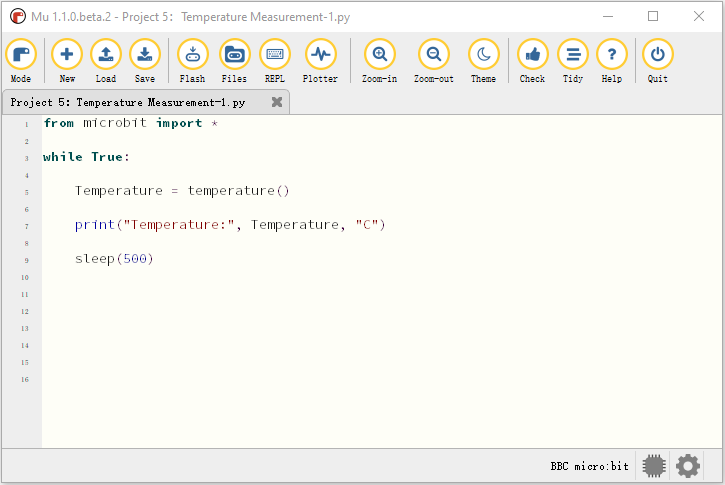 Mu 1.1.0.beta.2 - Project 5: Temperature Measurement-1.py
Mode New Load Save Flash Files REPL Plotter Zoom-in Zoom-out Theme Check Tidy Help Quit
Project 5: Temperature Measurement-1.py
1 from microbit import *
2
3 while True:
4
5 Temperature = temperature()
6
7 print("Temperature:", Temperature, "C")
8
9 sleep(500)
10
11
12
13
14
15
16
BBC micro:bit